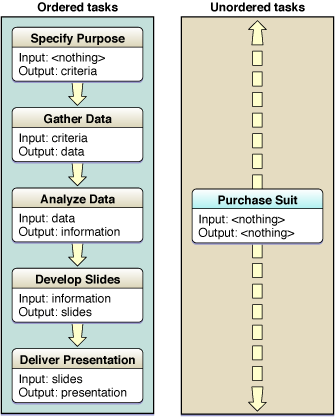 Ordered tasks
Specify Purpose
Input: <nothing>
Output: criteria
Gather Data
Input: criteria
Output: data
Analyze Data
Input: data
Output: information
Develop Slides
Input: information
Output: slides
Deliver Presentation
Input: slides
Output: presentation
Unordered tasks
Purchase Suit
Input: <nothing>
Output: <nothing>